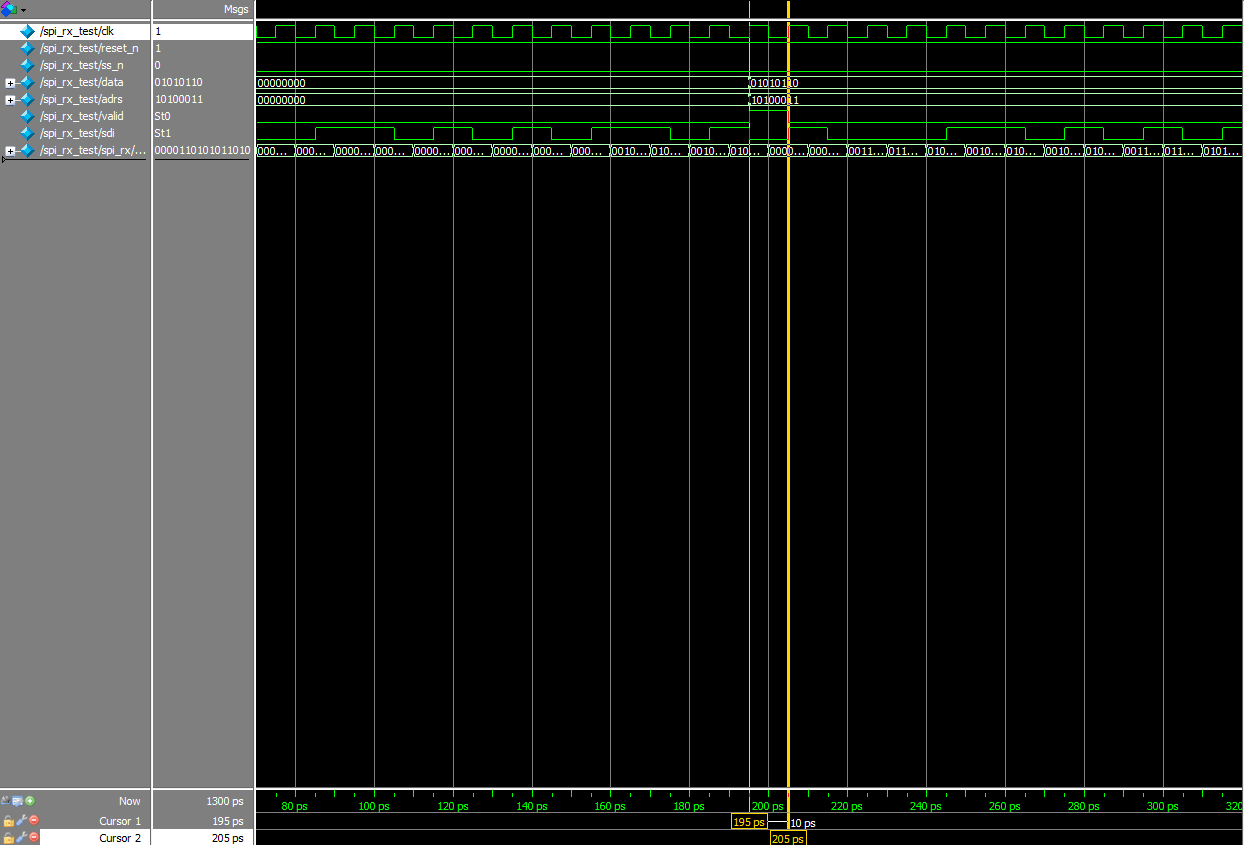 Msgs
/spi_rx_test/clk 1
/spi_rx_test/reset_n 1
/spi_rx_test/ss_n 0
/spi_rx_test/data 01010110 00000000 01010110
/spi_rx_test/adrs 10100011 00000000 10100011
/spi_rx_test/valid St0
/spi_rx_test/sdi St1
/spi_rx_test/spi_rx/... 0000110101011010 000... 000... 0000... 0000... 0000... 000... 0000... 000... 000... 0010... 010... 0010... 010... 0000... 000... 0011... 011... 010... 0010... 010... 0010... 010... 0011... 011... 0101...
Now 1300 ps 80 ps 100 ps 120 ps 140 ps 160 ps 180 ps 200 ps 220 ps 240 ps 260 ps 280 ps 300 ps 320
Cursor 1 195 ps 195 ps 10 ps
Cursor 2 205 ps 205 ps